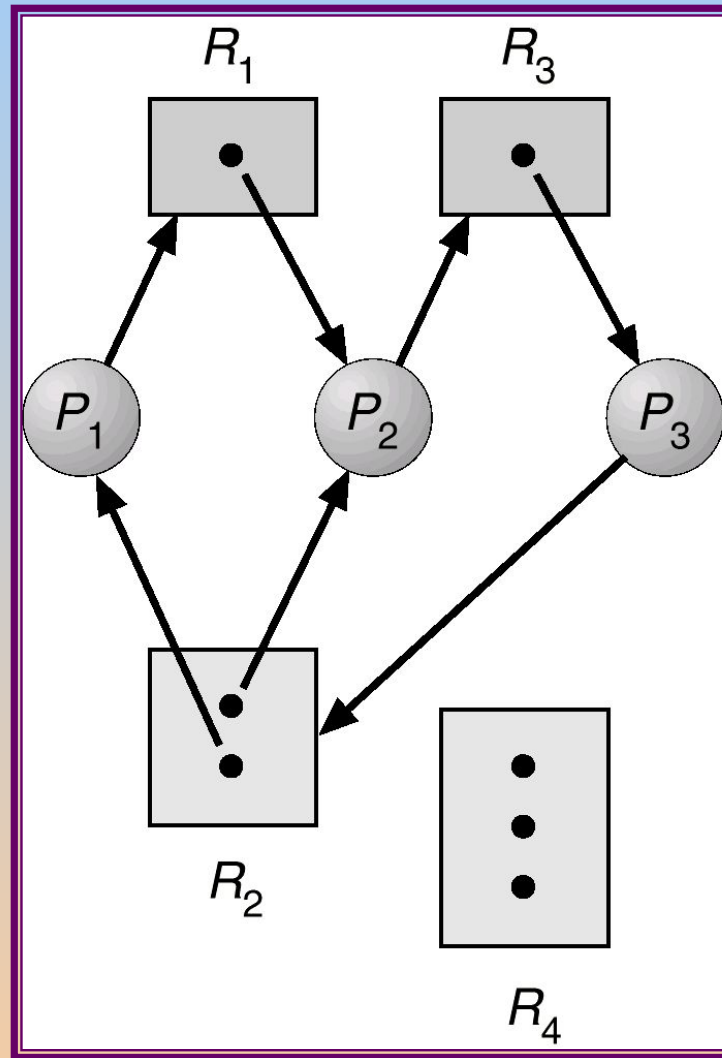 R₁ R₃
P₁ P₂ P₃
R₂
R₄